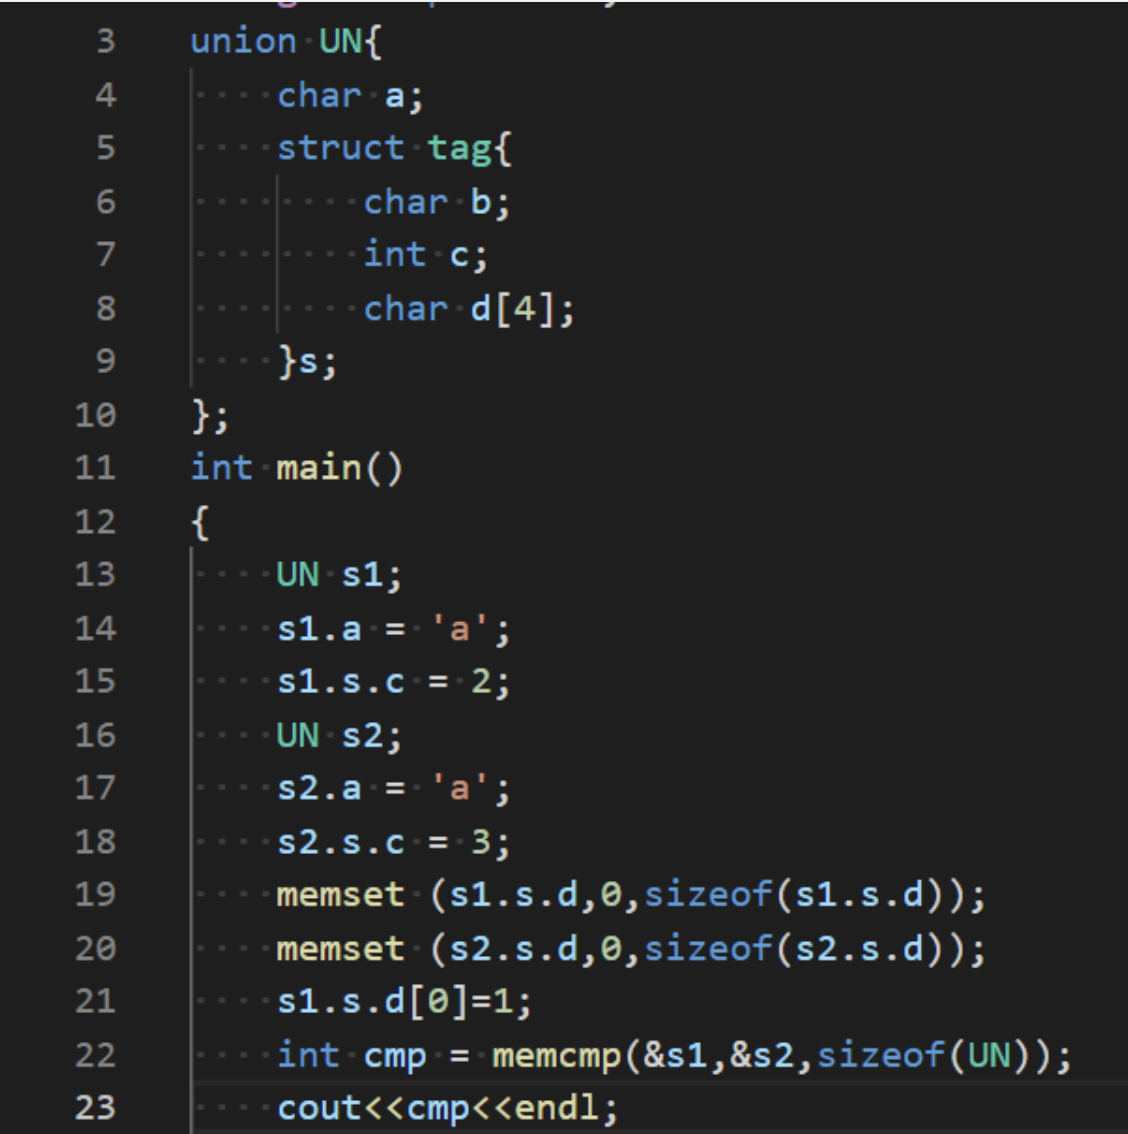 3 union UN{
4 char a;
5 struct tag{
6 char b;
7 int c;
8 char d[4];
9 }s;
10 };
11 int main()
12 {
13 UN s1;
14 s1.a = 'a';
15 s1.s.c = 2;
16 UN s2;
17 s2.a = 'a';
18 s2.s.c = 3;
19 memset (s1.s.d,0,sizeof(s1.s.d));
20 memset (s2.s.d,0,sizeof(s2.s.d));
21 s1.s.d[0]=1;
22 int cmp = memcmp(&s1,&s2,sizeof(UN));
23 cout<<cmp<<endl;